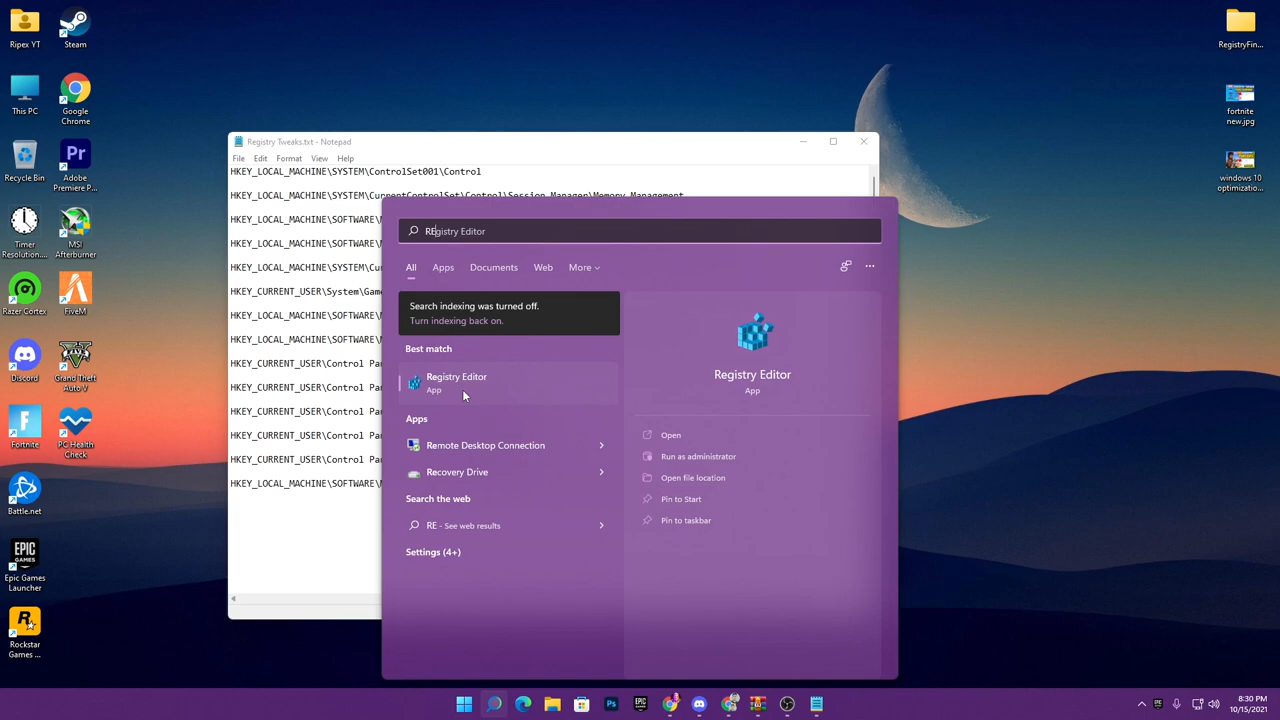 Ripex YT
Steam
This PC
Google
Chrome
Recycle Bin
Adobe
Premiere P...
Timer
Resolution....
MSI
Afterburner
Razer Cortex
FiveM
Discord
Grand Theft
Auto V
Fortnite
PC Health
Check
Battle.net
Epic Games
Launcher
Rockstar
Games ...
RegistryFin...
fortnite
new.jpg
windows 10
optimizatio...
Registry Tweaks.txt - Notepad
File Edit Format View Help
HKEY_LOCAL_MACHINE\SYSTEM\ControlSet001\Control
HKEY_LOCAL_MACHINE\SYSTEM\CurrentControlSet\Control\Session Manager\Memory Management
HKEY_LOCAL_MACHINE\SOFTWARE\
HKEY_LOCAL_MACHINE\SOFTWARE\
HKEY_LOCAL_MACHINE\SYSTEM\Cu
HKEY_CURRENT_USER\System\Gam
HKEY_LOCAL_MACHINE\SOFTWARE\
HKEY_LOCAL_MACHINE\SOFTWARE\
HKEY_CURRENT_USER\Control Pa
HKEY_CURRENT_USER\Control Pa
HKEY_CURRENT_USER\Control Pa
HKEY_CURRENT_USER\Control Pa
HKEY_CURRENT_USER\Control Pa
HKEY_LOCAL_MACHINE\SOFTWARE\
REgistry Editor
All Apps Documents Web More
Search indexing was turned off.
Turn indexing back on.
Best match
Registry Editor
App
Apps
Remote Desktop Connection
Recovery Drive
Search the web
RE - See web results
Settings (4+)
Registry Editor
App
Open
Run as administrator
Open file location
Pin to Start
Pin to taskbar
8:30 PM
10/15/2021